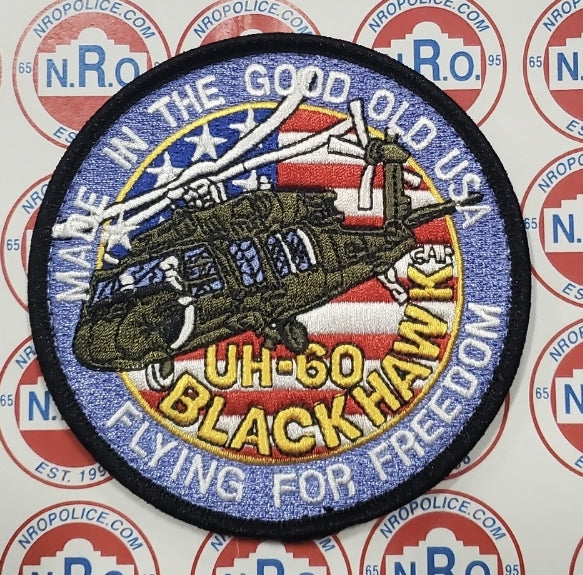 MADE IN THE GOOD OLD USA
UH-60
BLACKHAWK
FLYING FOR FREEDOM
NROPOLICE.COM
65 N.R.O. 95
EST. 199